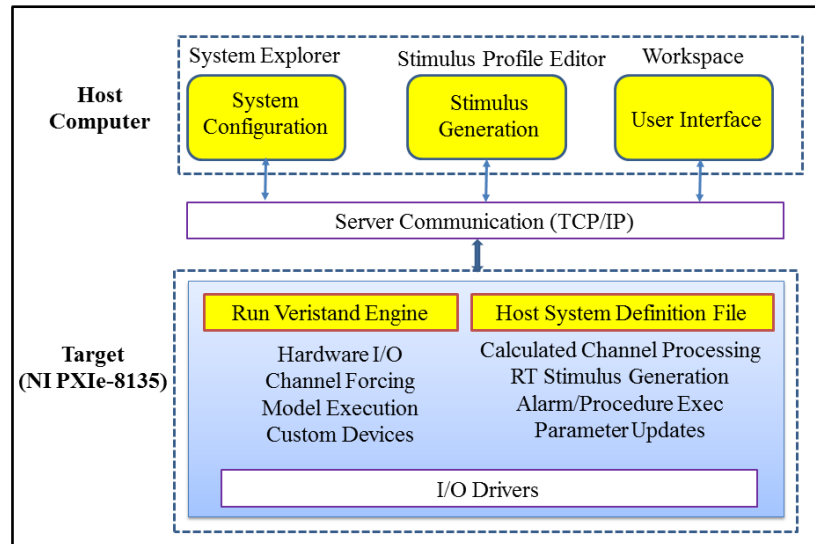 System Explorer
Stimulus Profile Editor
Workspace
Host
Computer
System
Configuration
Stimulus
Generation
User Interface
Server Communication (TCP/IP)
Target
(NI PXIe-8135)
Run Veristand Engine
Host System Definition File
Hardware I/O
Channel Forcing
Model Execution
Custom Devices
Calculated Channel Processing
RT Stimulus Generation
Alarm/Procedure Exec
Parameter Updates
I/O Drivers